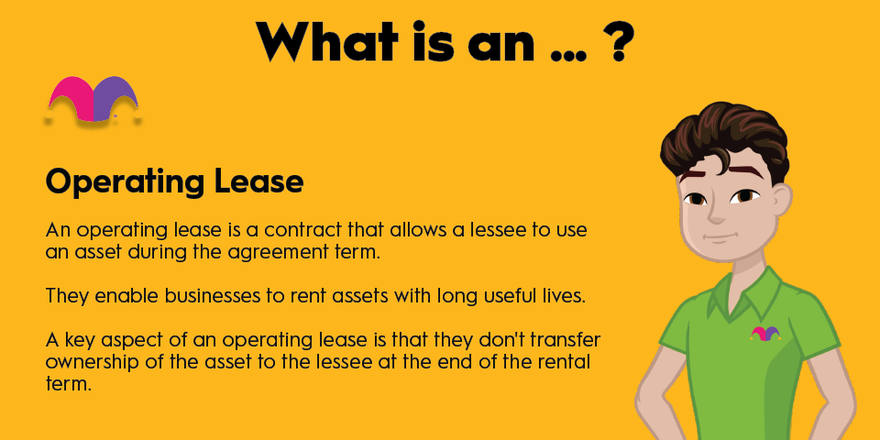 What is an ... ?
Operating Lease
An operating lease is a contract that allows a lessee to use
an asset during the agreement term.
They enable businesses to rent assets with long useful lives.
A key aspect of an operating lease is that they don't transfer
ownership of the asset to the lessee at the end of the rental
term.